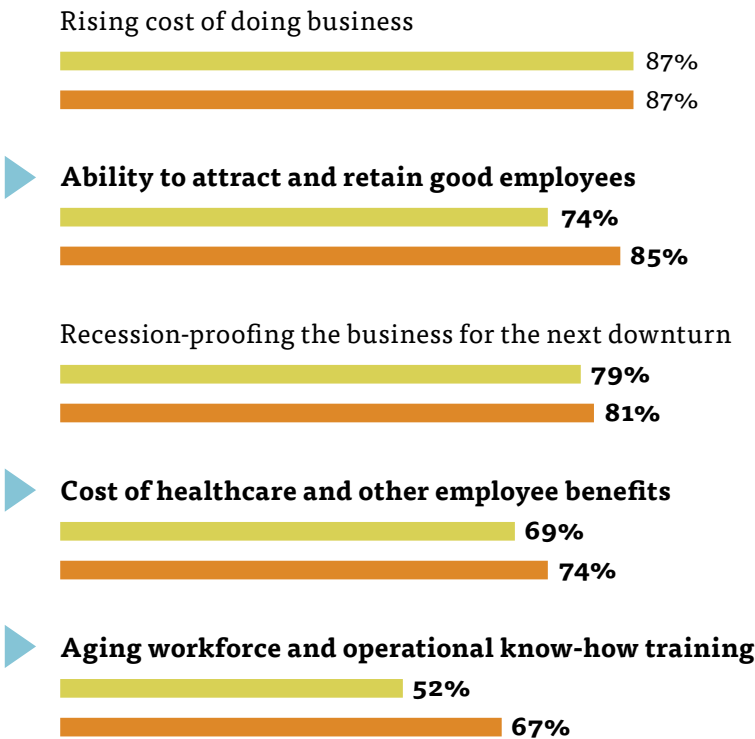 Rising cost of doing business
87%
87%
Ability to attract and retain good employees
74%
85%
Recession-proofing the business for the next downturn
79%
81%
Cost of healthcare and other employee benefits
69%
74%
Aging workforce and operational know-how training
52%
67%